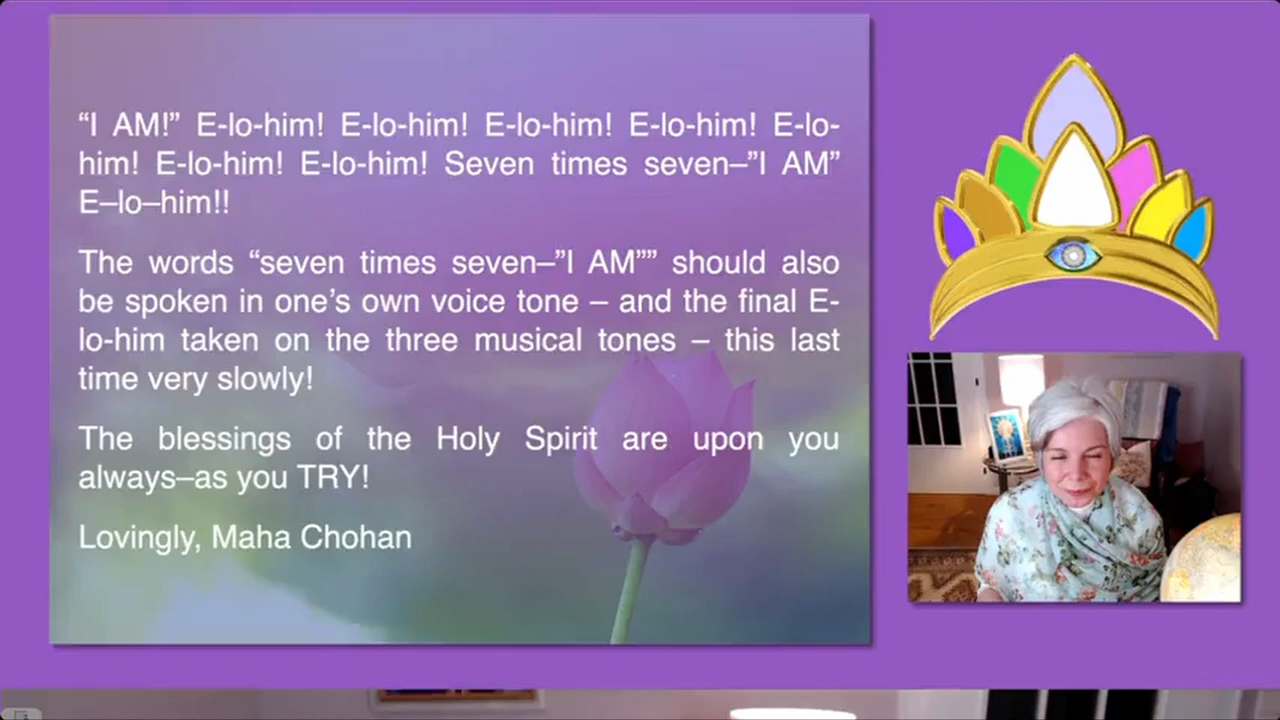 “I AM!” E-lo-him! E-lo-him! E-lo-him! E-lo-him! E-lo-
him! E-lo-him! E-lo-him! Seven times seven–”I AM”
E–lo–him!!
The words “seven times seven–”I AM”” should also
be spoken in one’s own voice tone – and the final E-
lo-him taken on the three musical tones – this last
time very slowly!
The blessings of the Holy Spirit are upon you
always–as you TRY!
Lovingly, Maha Chohan